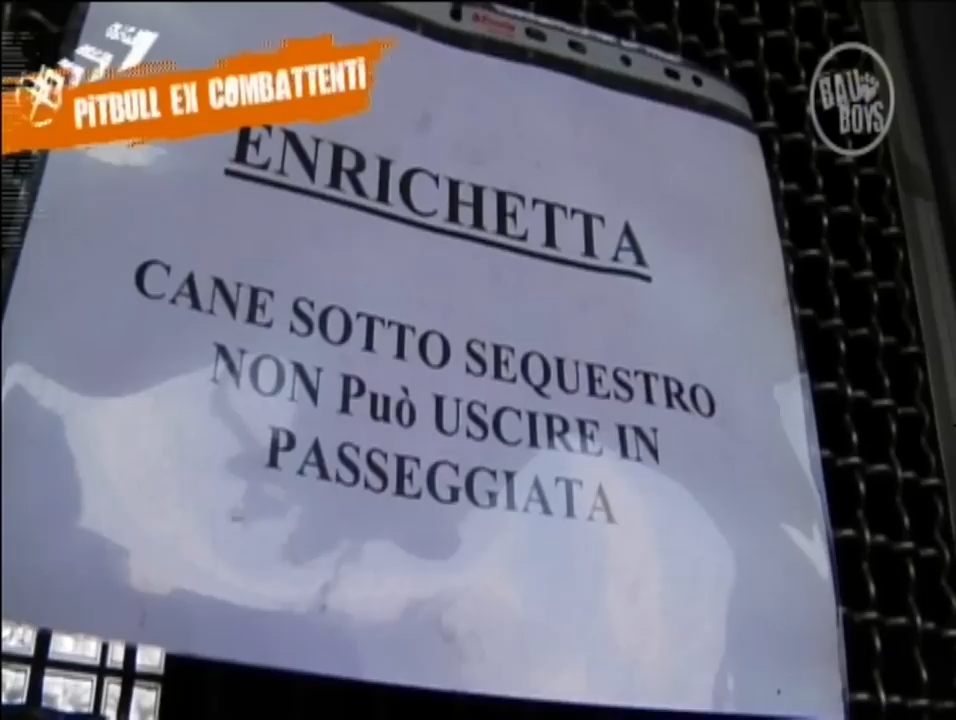 PiTBULL EX COMBATTENTi
BAU
BOYS
ENRICHETTA
CANE SOTTO SEQUESTRO
NON Può USCIRE IN
PASSEGGIATA